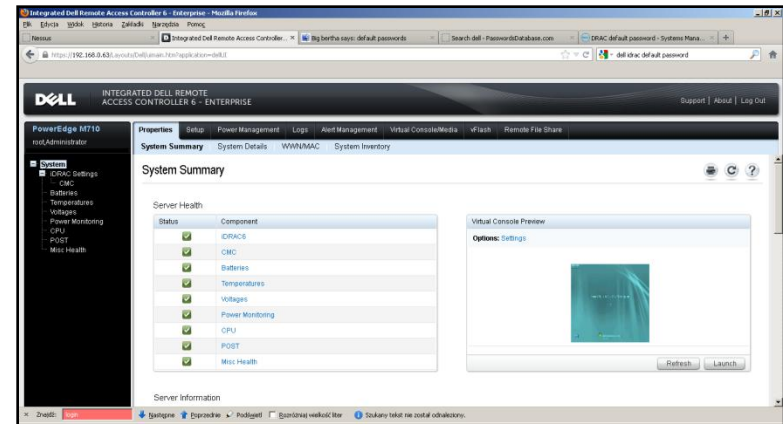 Integrated Dell Remote Access Controller 6 - Enterprise - Mozilla Firefox
Plik Edycja Widok Historia Zakładki Narzędzia Pomoc
Nessus
Integrated Dell Remote Access Controller...
Big bertha says: default passwords
Search dell - PasswordsDatabase.com
DRAC default password - Systems Mana...
https://192.168.0.63/
dell idrac default password
DELL
INTEGRATED DELL REMOTE
ACCESS CONTROLLER 6 - ENTERPRISE
Support | About | Log Out
PowerEdge M710
root,Administrator
System
iDRAC Settings
CMC
Batteries
Temperatures
Voltages
Power Monitoring
CPU
POST
Misc Health
Properties Setup Power Management Logs Alert Management Virtual Console/Media vFlash Remote File Share
System Summary System Details WWN/MAC System Inventory
System Summary
Server Health
Status Component
iDRAC6
CMC
Batteries
Temperatures
Voltages
Power Monitoring
CPU
POST
Misc Health
Virtual Console Preview
Options: Settings
Refresh Launch
Server Information
Znajdź: login
Następne Poprzednie Podświetl Rozróżniaj wielkość liter Szukany tekst nie został odnaleziony.